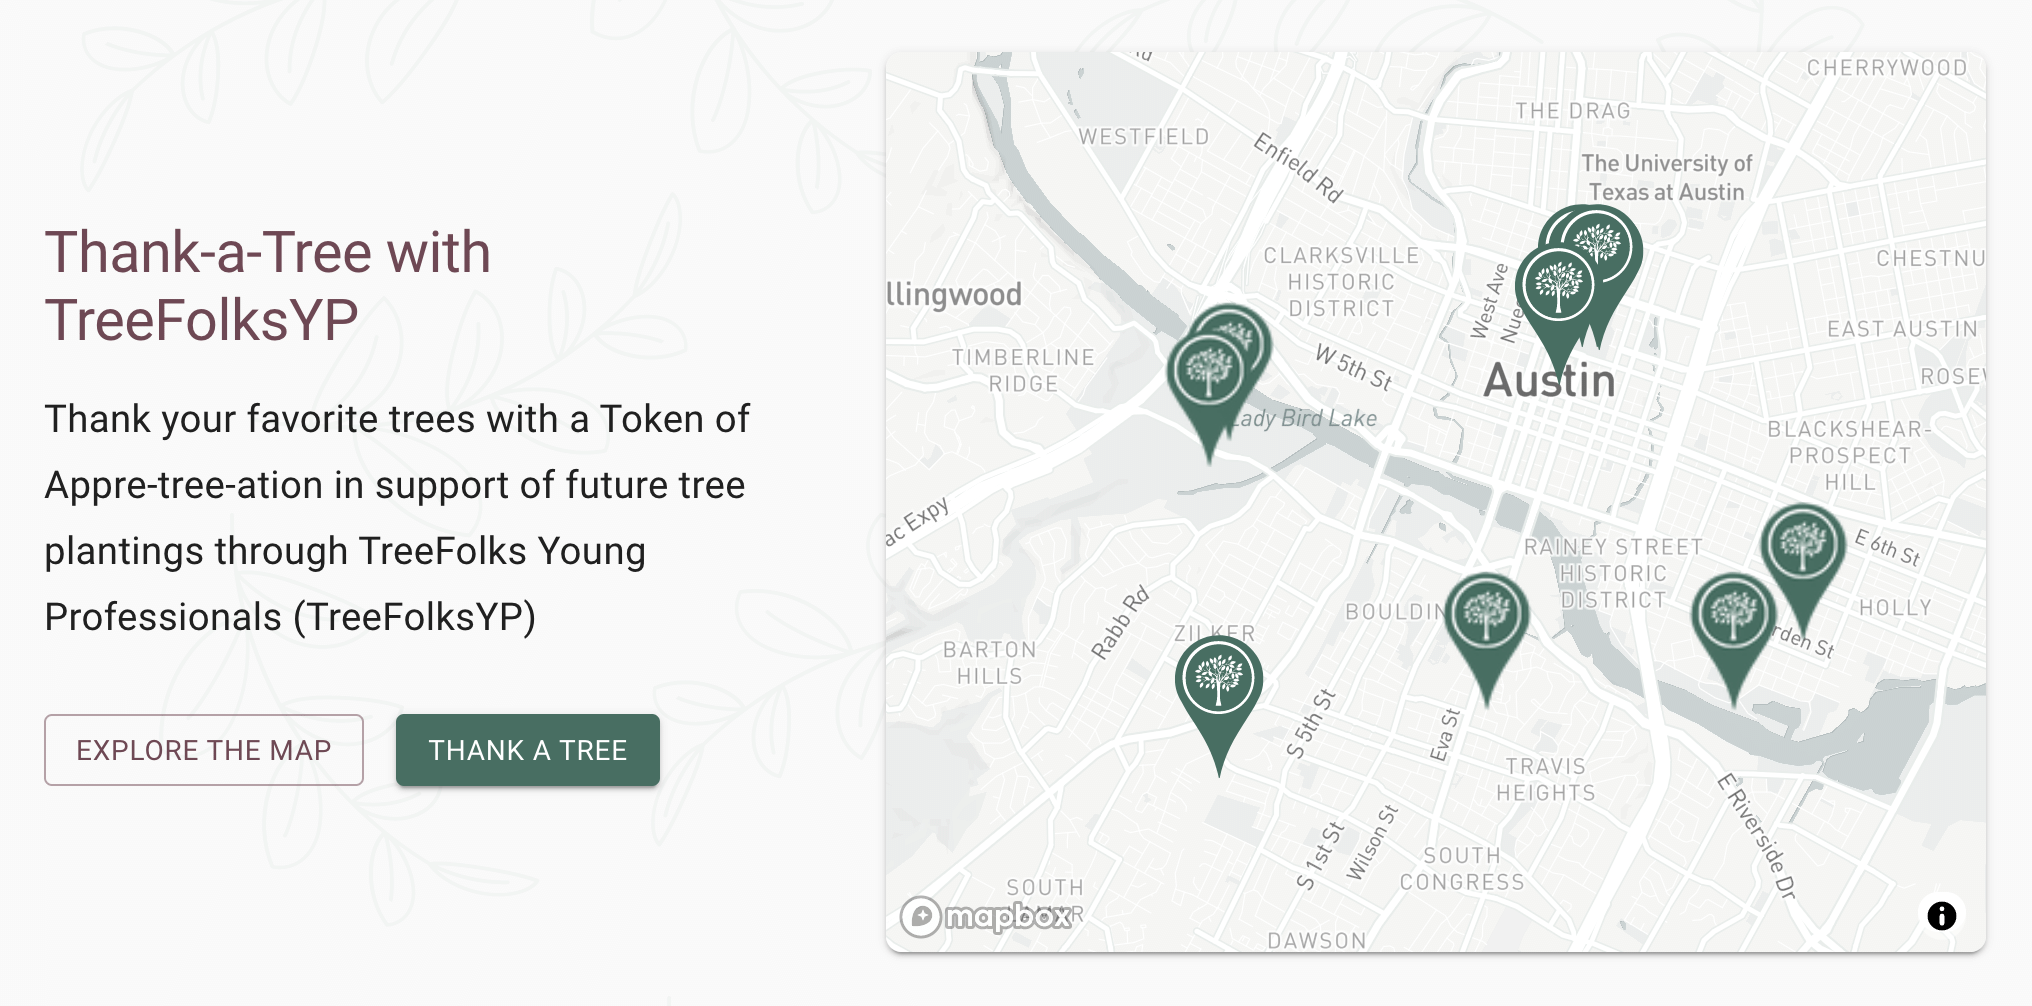 Thank-a-Tree with
TreeFolksYP
Thank your favorite trees with a Token of
Appre-tree-ation in support of future tree
plantings through TreeFolks Young
Professionals (TreeFolksYP)
EXPLORE THE MAP
THANK A TREE
CHERRYWOOD
THE DRAG
WESTFIELD
Enfield Rd
The University of
Texas at Austin
CLARKSVILLE
HISTORIC
DISTRICT
West Ave
CHESTNU
llingwood
EAST AUSTIN
TIMBERLINE
RIDGE
W 5th St
Austin
ROSEW
Lady Bird Lake
BLACKSHEAR-
PROSPECT
HILL
ac Expy
RAINEY STREET
HISTORIC
DISTRICT
E 6th St
Rabb Rd
BOULDIN
HOLLY
ZILKER
rden St
BARTON
HILLS
S 5th St
Eva St
TRAVIS
HEIGHTS
E Riverside Dr
S 1st St
Wilson St
SOUTH
CONGRESS
SOUTH
LAMAR
mapbox
DAWSON